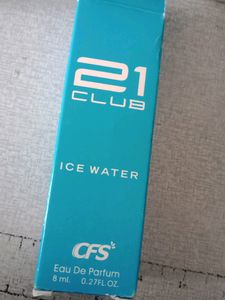 21
CLUB
ICE WATER
CFS
Eau De Parfum
8 ml. 0.27FL.OZ.